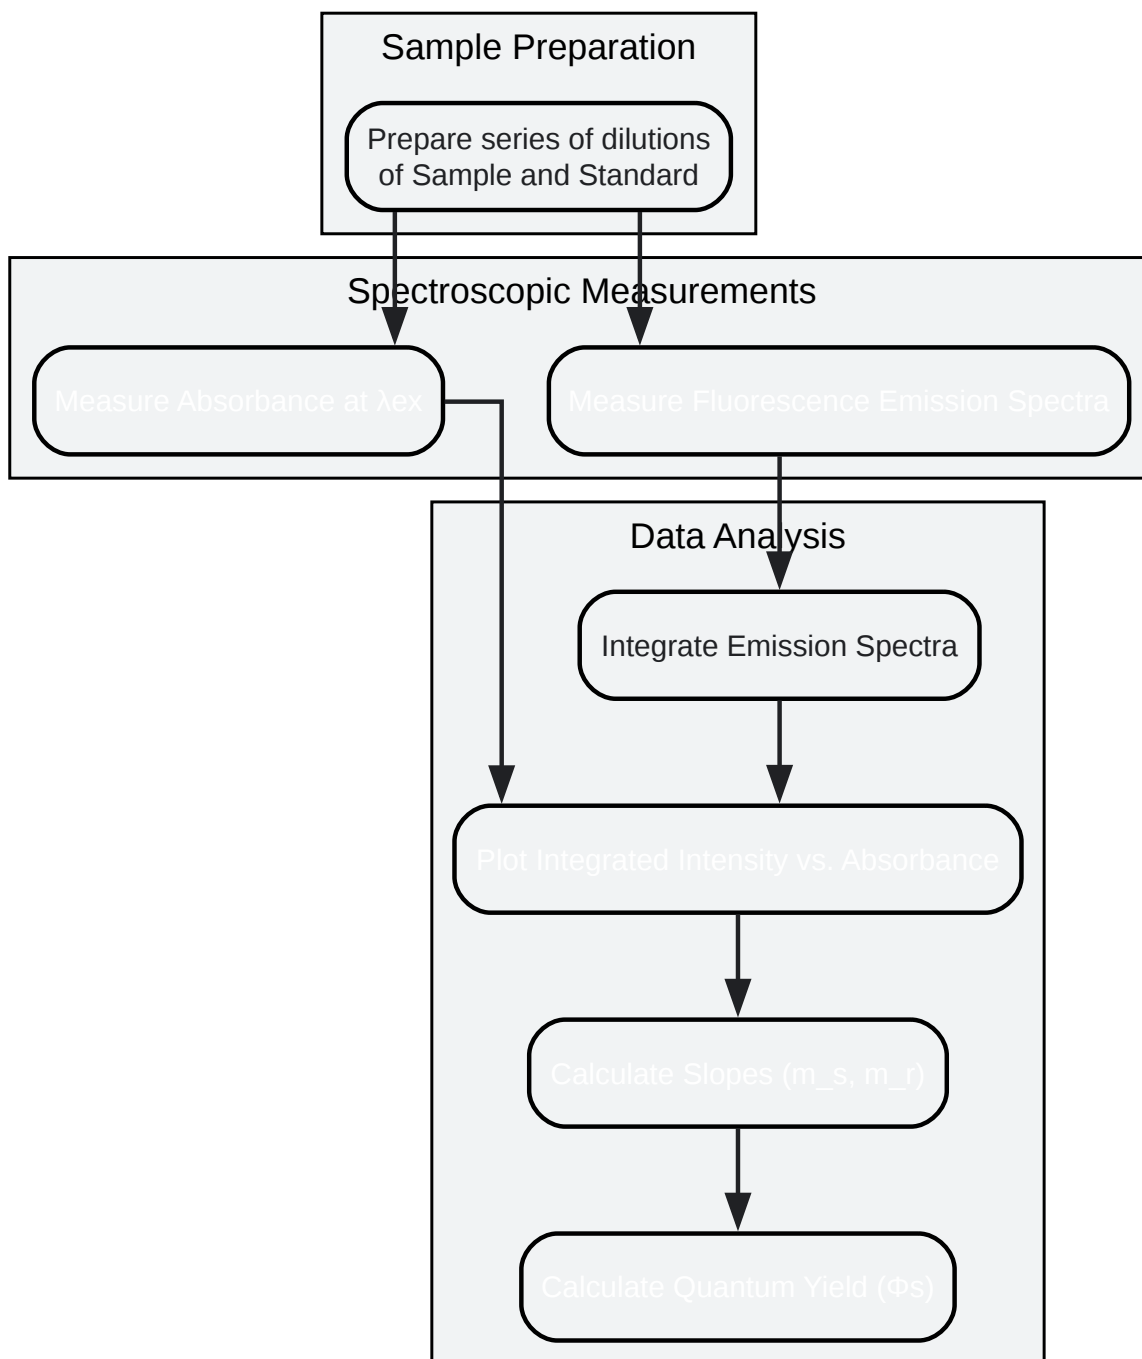 Sample Preparation
Prepare series of dilutions
of Sample and Standard
Spectroscopic Measurements
Measure Absorbance at λex
Measure Fluorescence Emission Spectra
Data Analysis
Integrate Emission Spectra
Plot Integrated Intensity vs. Absorbance
Calculate Slopes (m_s, m_r)
Calculate Quantum Yield (Φs)